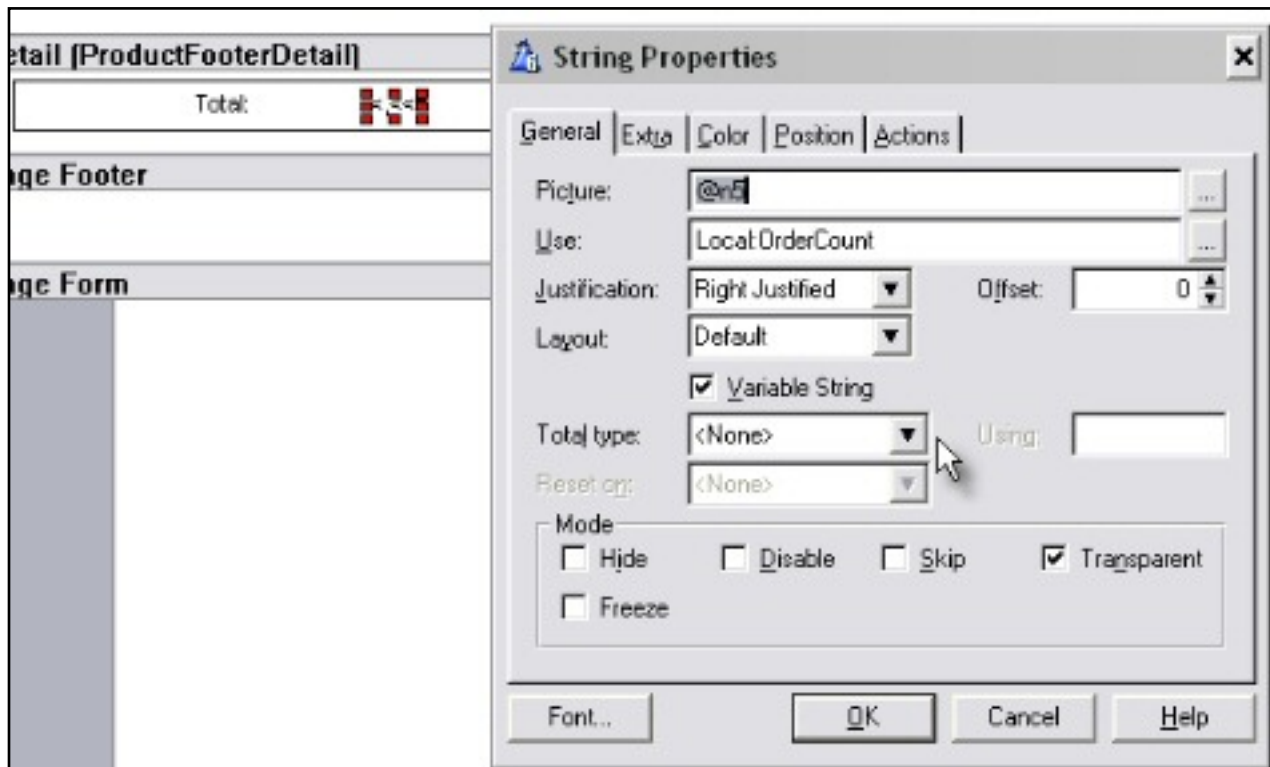 etail [ProductFooterDetail]
Total:
age Footer
age Form
String Properties
General Extra Color Position Actions
Picture: @n5 ...
Use: Local:OrderCount ...
Justification: Right Justified Offset: 0
Layout: Default
Variable String
Total type: <None> Using:
Reset on: <None>
Mode
Hide Disable Skip Transparent
Freeze
Font... OK Cancel Help